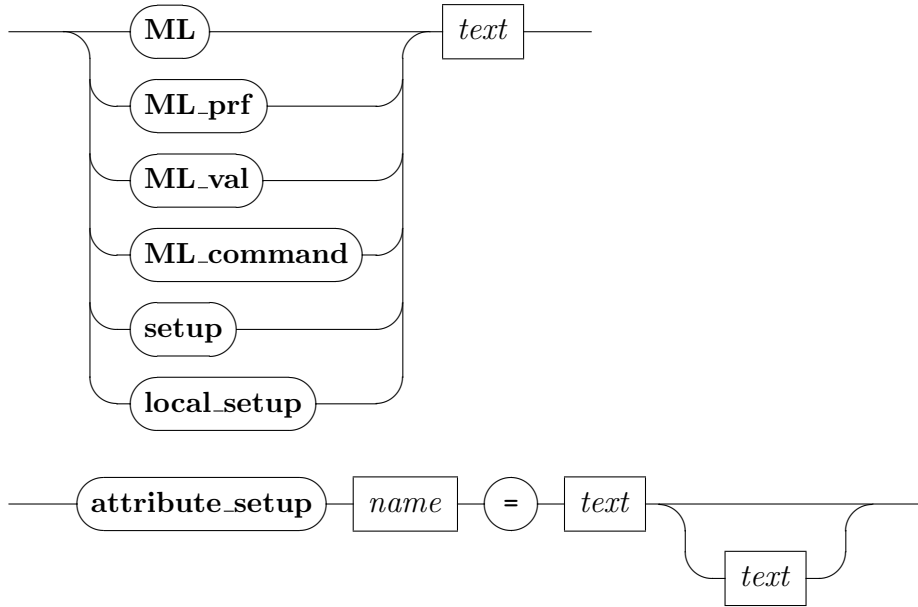 ML text
ML_prf
ML_val
ML_command
setup
local_setup
attribute_setup name = text
text